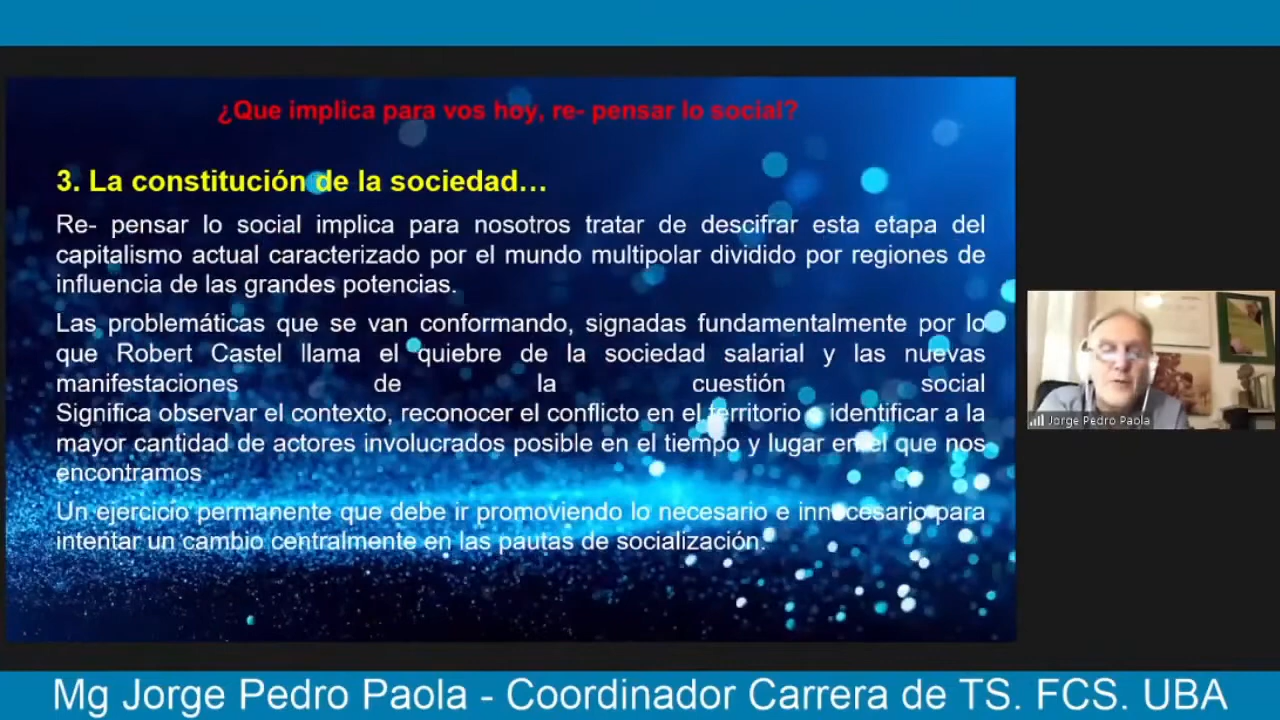 ¿Que implica para vos hoy, re- pensar lo social?
3. La constitución de la sociedad…
Re- pensar lo social implica para nosotros tratar de descifrar esta etapa del
capitalismo actual caracterizado por el mundo multipolar dividido por regiones de
influencia de las grandes potencias.
Las problemáticas que se van conformando, signadas fundamentalmente por lo
que Robert Castel llama el quiebre de la sociedad salarial y las nuevas
manifestaciones de la cuestión social
Significa observar el contexto, reconocer el conflicto en el territorio e identificar a la
mayor cantidad de actores involucrados posible en el tiempo y lugar en el que nos
encontramos
Un ejercicio permanente que debe ir promoviendo lo necesario e innecesario para
intentar un cambio centralmente en las pautas de socialización.
Jorge Pedro Paola
Mg Jorge Pedro Paola - Coordinador Carrera de TS. FCS. UBA